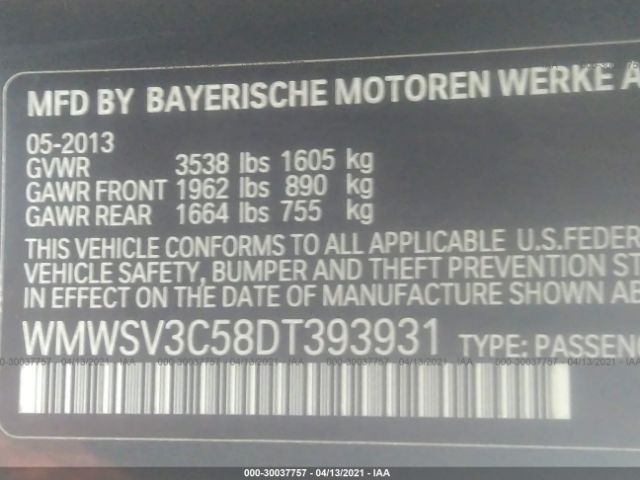 MFD BY BAYERISCHE MOTOREN WERKE A
05-2013
GVWR 3538 lbs 1605 kg
GAWR FRONT 1962 lbs 890 kg
GAWR REAR 1664 lbs 755 kg
THIS VEHICLE CONFORMS TO ALL APPLICABLE U.S.FEDER
VEHICLE SAFETY, BUMPER AND THEFT PREVENTION ST
IN EFFECT ON THE DATE OF MANUFACTURE SHOWN AB
WMWSV3C58DT393931 TYPE: PASSENG
000-30037757 - 04/13/2021 - IAA